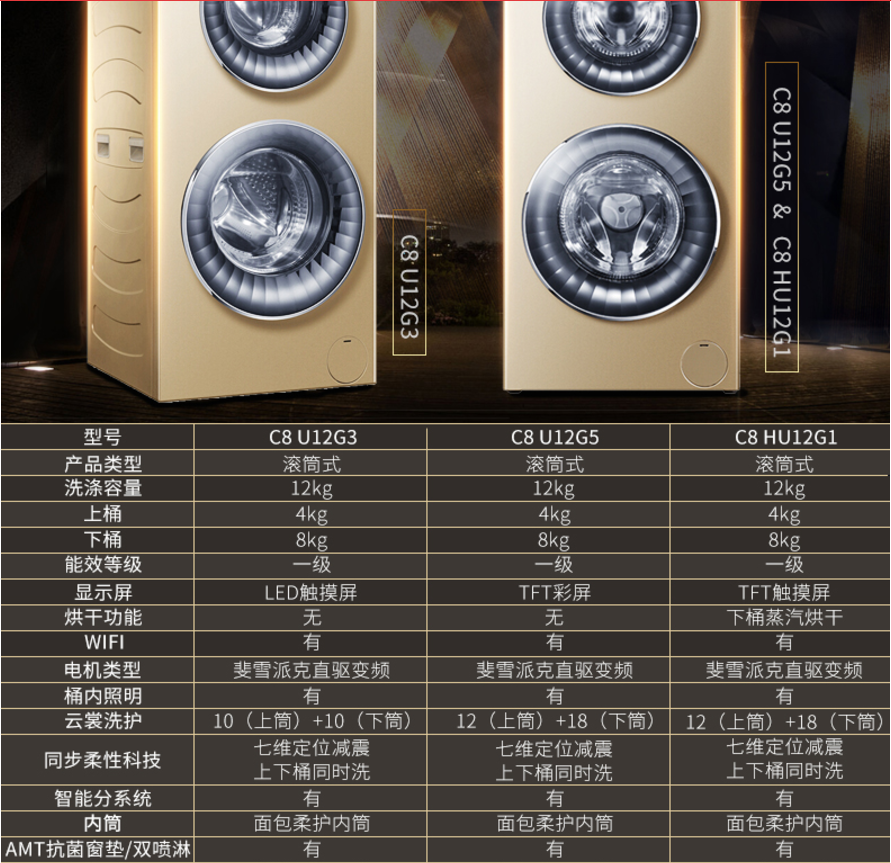 C8 U12G3
C8 U12G5 & C8 HU12G1
型号 C8 U12G3 C8 U12G5 C8 HU12G1
产品类型 滚筒式 滚筒式 滚筒式
洗涤容量 12kg 12kg 12kg
上桶 4kg 4kg 4kg
下桶 8kg 8kg 8kg
能效等级 一级 一级 一级
显示屏 LED触摸屏 TFT彩屏 TFT触摸屏
烘干功能 无 无 下桶蒸汽烘干
WIFI 有 有 有
电机类型 斐雪派克直驱变频 斐雪派克直驱变频 斐雪派克直驱变频
桶内照明 有 有 有
云裳洗护 10（上筒）+10（下筒） 12（上筒）+18（下筒） 12（上筒）+18（下筒）
同步柔性科技 七维定位减震 七维定位减震 七维定位减震
上下桶同时洗 上下桶同时洗 上下桶同时洗
智能分系统 有 有 有
内筒 面包柔护内筒 面包柔护内筒 面包柔护内筒
AMT抗菌窗垫/双喷淋 有 有 有